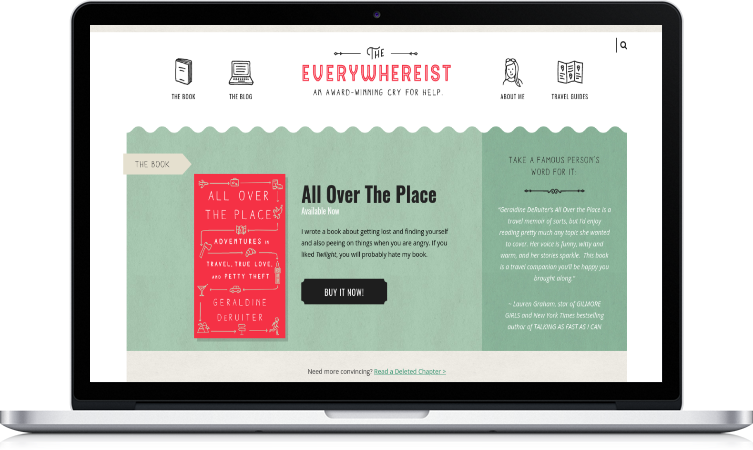 THE
EVERYWHEREIST
AN AWARD-WINNING CRY FOR HELP.
THE BOOK
THE BLOG
ABOUT ME
TRAVEL GUIDES
THE BOOK
ALL OVER
THE PLACE
ADVENTURES IN
TRAVEL, TRUE LOVE,
AND PETTY THEFT
GERALDINE
DERUITER
All Over The Place
Available Now
I wrote a book about getting lost and finding yourself
and also peeing on things when you are angry. If you
liked Twilight, you will probably hate my book.
BUY IT NOW!
TAKE A FAMOUS PERSON'S
WORD FOR IT:
"Geraldine DeRuiter's All Over the Place is a
travel memoir of sorts, but I'd enjoy
reading pretty much any topic she wanted
to cover. Her voice is funny, witty and
warm, and her stories sparkle. This book
is a travel companion you'll be happy you
brought along."
– Lauren Graham, star of GILMORE
GIRLS and New York Times bestselling
author of TALKING AS FAST AS I CAN
Need more convincing? Read a Deleted Chapter >